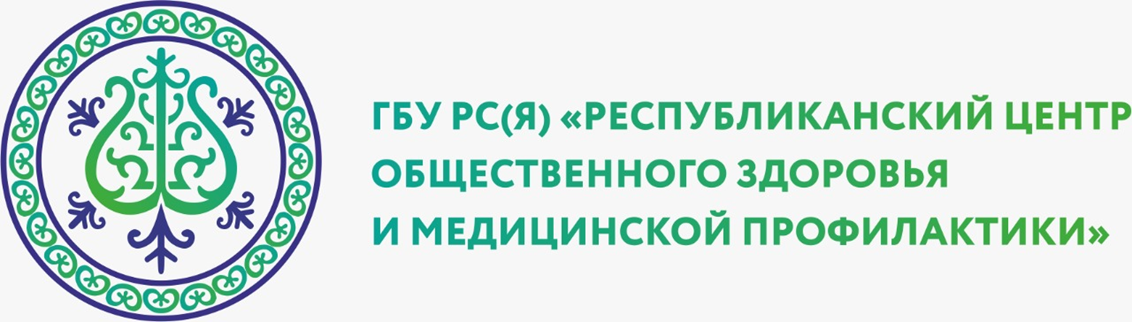 ГБУ РС(Я) «РЕСПУБЛИКАНСКИЙ ЦЕНТР
ОБЩЕСТВЕННОГО ЗДОРОВЬЯ
И МЕДИЦИНСКОЙ ПРОФИЛАКТИКИ»